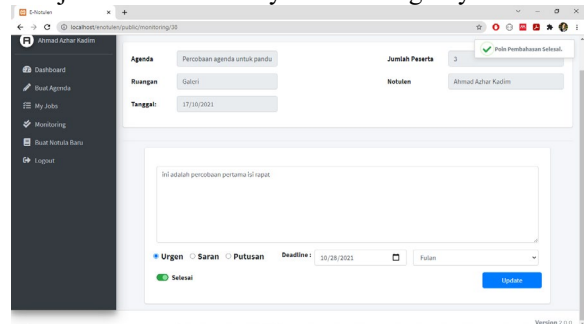 E-Notulen
localhost/enotulen/public/monitoring/38
Ahmad Azhar Kadim
Poin Pembahasan Selesai.
Dashboard
Buat Agenda
My Jobs
Monitoring
Buat Notula Baru
Logout
Agenda
Percobaan agenda untuk pandu
Jumlah Peserta
3
Ruangan
Galeri
Notulen
Ahmad Azhar Kadim
Tanggal:
17/10/2021
ini adalah percobaan pertama isi rapat
Urgen Saran Putusan
Deadline :
10/28/2021
Fulan
Selesai
Update
Version 2.0.0